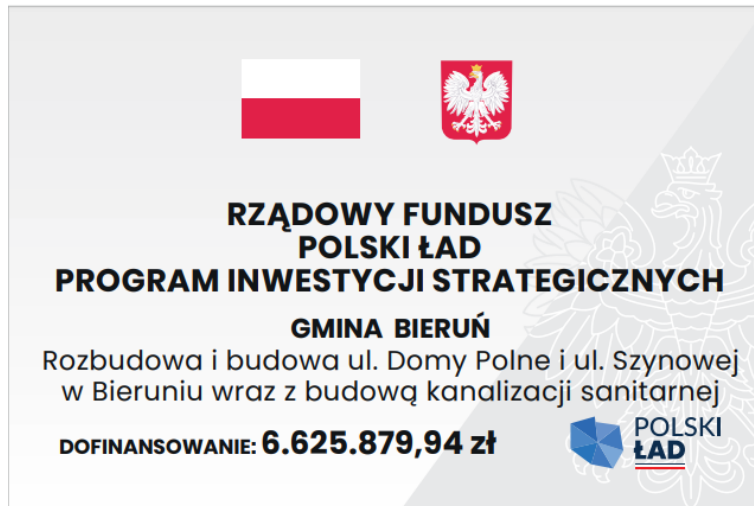 RZĄDOWY FUNDUSZ
POLSKI ŁAD
PROGRAM INWESTYCJI STRATEGICZNYCH
GMINA BIERUŃ
Rozbudowa i budowa ul. Domy Polne i ul. Szynowej
w Bieruniu wraz z budową kanalizacji sanitarnej
DOFINANSOWANIE: 6.625.879,94 zł
POLSKI
ŁAD